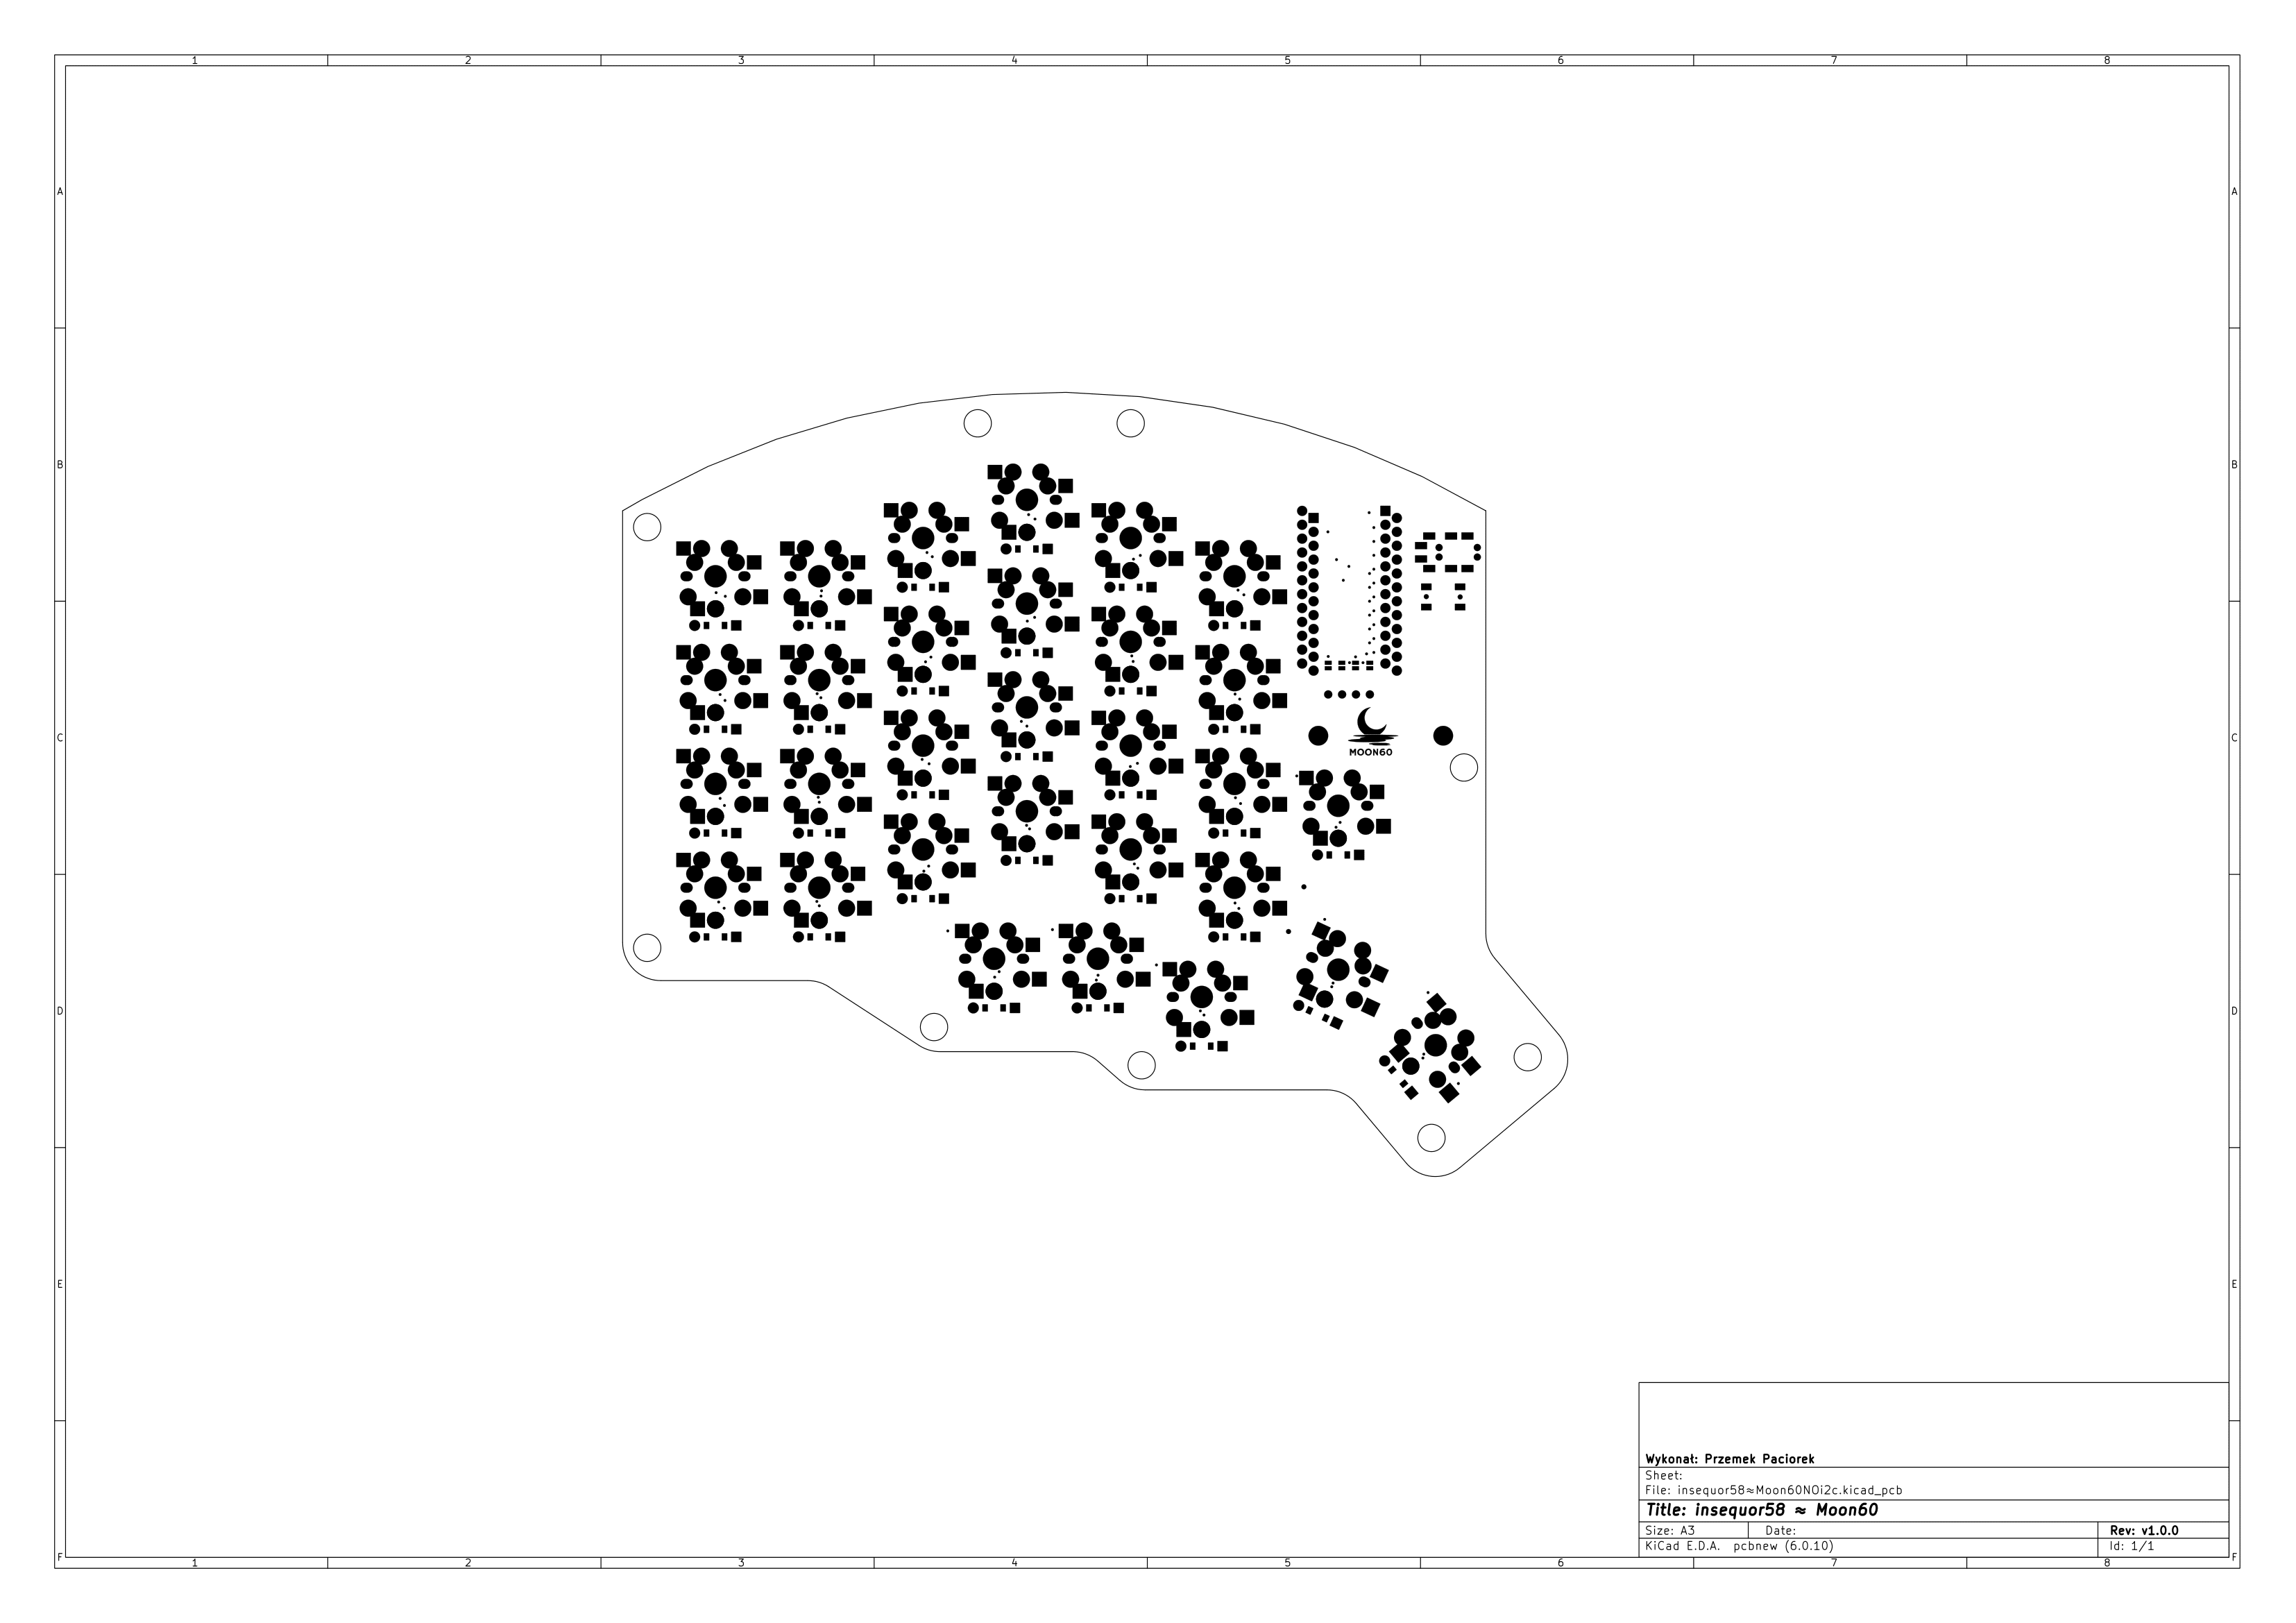 1 2 3 4 5 6 7 8
A A
B B
MOON60
C C
D D
E E
Wykonał: Przemek Paciorek
Sheet:
File: insequor58≈Moon60NOi2c.kicad_pcb
Title: insequor58 ≈ Moon60
Size: A3 Date: Rev: v1.0.0
KiCad E.D.A. pcbnew (6.0.10) Id: 1/1
F F
1 2 3 4 5 6 7 8